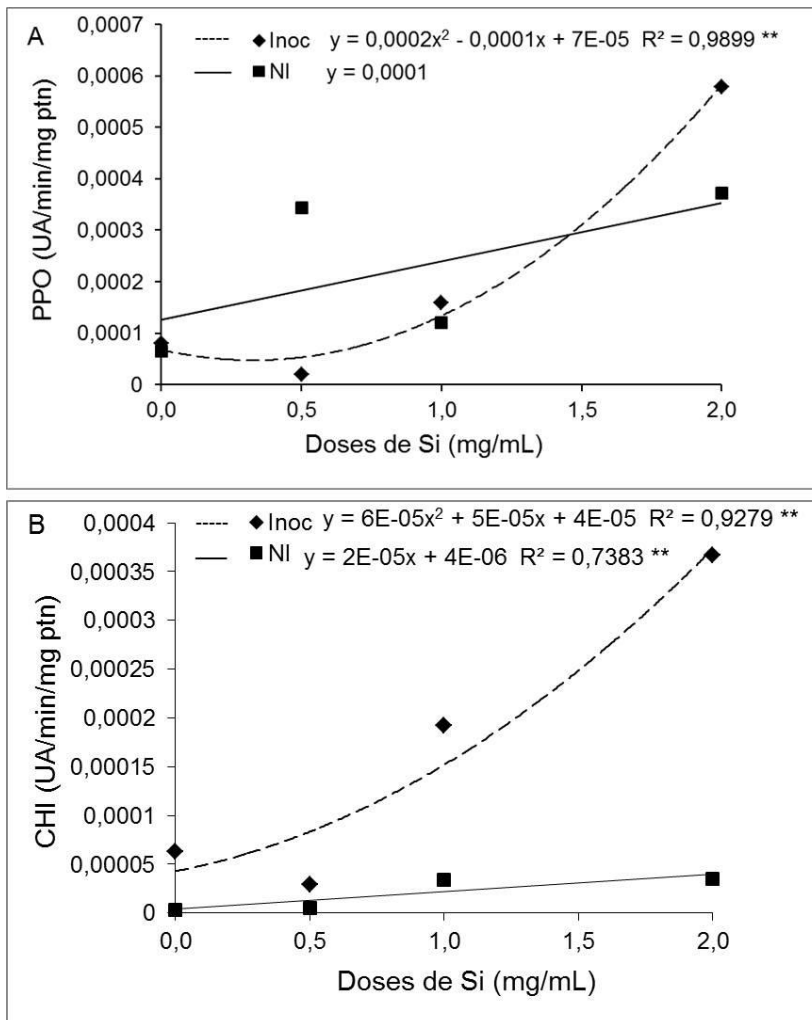 A
Inoc y = 0,0002x² - 0,0001x + 7E-05 R² = 0,9899 **
NI y = 0,0001
PPO (UA/min/mg ptn)
0,0007
0,0006
0,0005
0,0004
0,0003
0,0002
0,0001
0
0,0 0,5 1,0 1,5 2,0
Doses de Si (mg/mL)
B
Inoc y = 6E-05x² + 5E-05x + 4E-05 R² = 0,9279 **
NI y = 2E-05x + 4E-06 R² = 0,7383 **
CHI (UA/min/mg ptn)
0,0004
0,00035
0,0003
0,00025
0,0002
0,00015
0,0001
0,00005
0
0,0 0,5 1,0 1,5 2,0
Doses de Si (mg/mL)